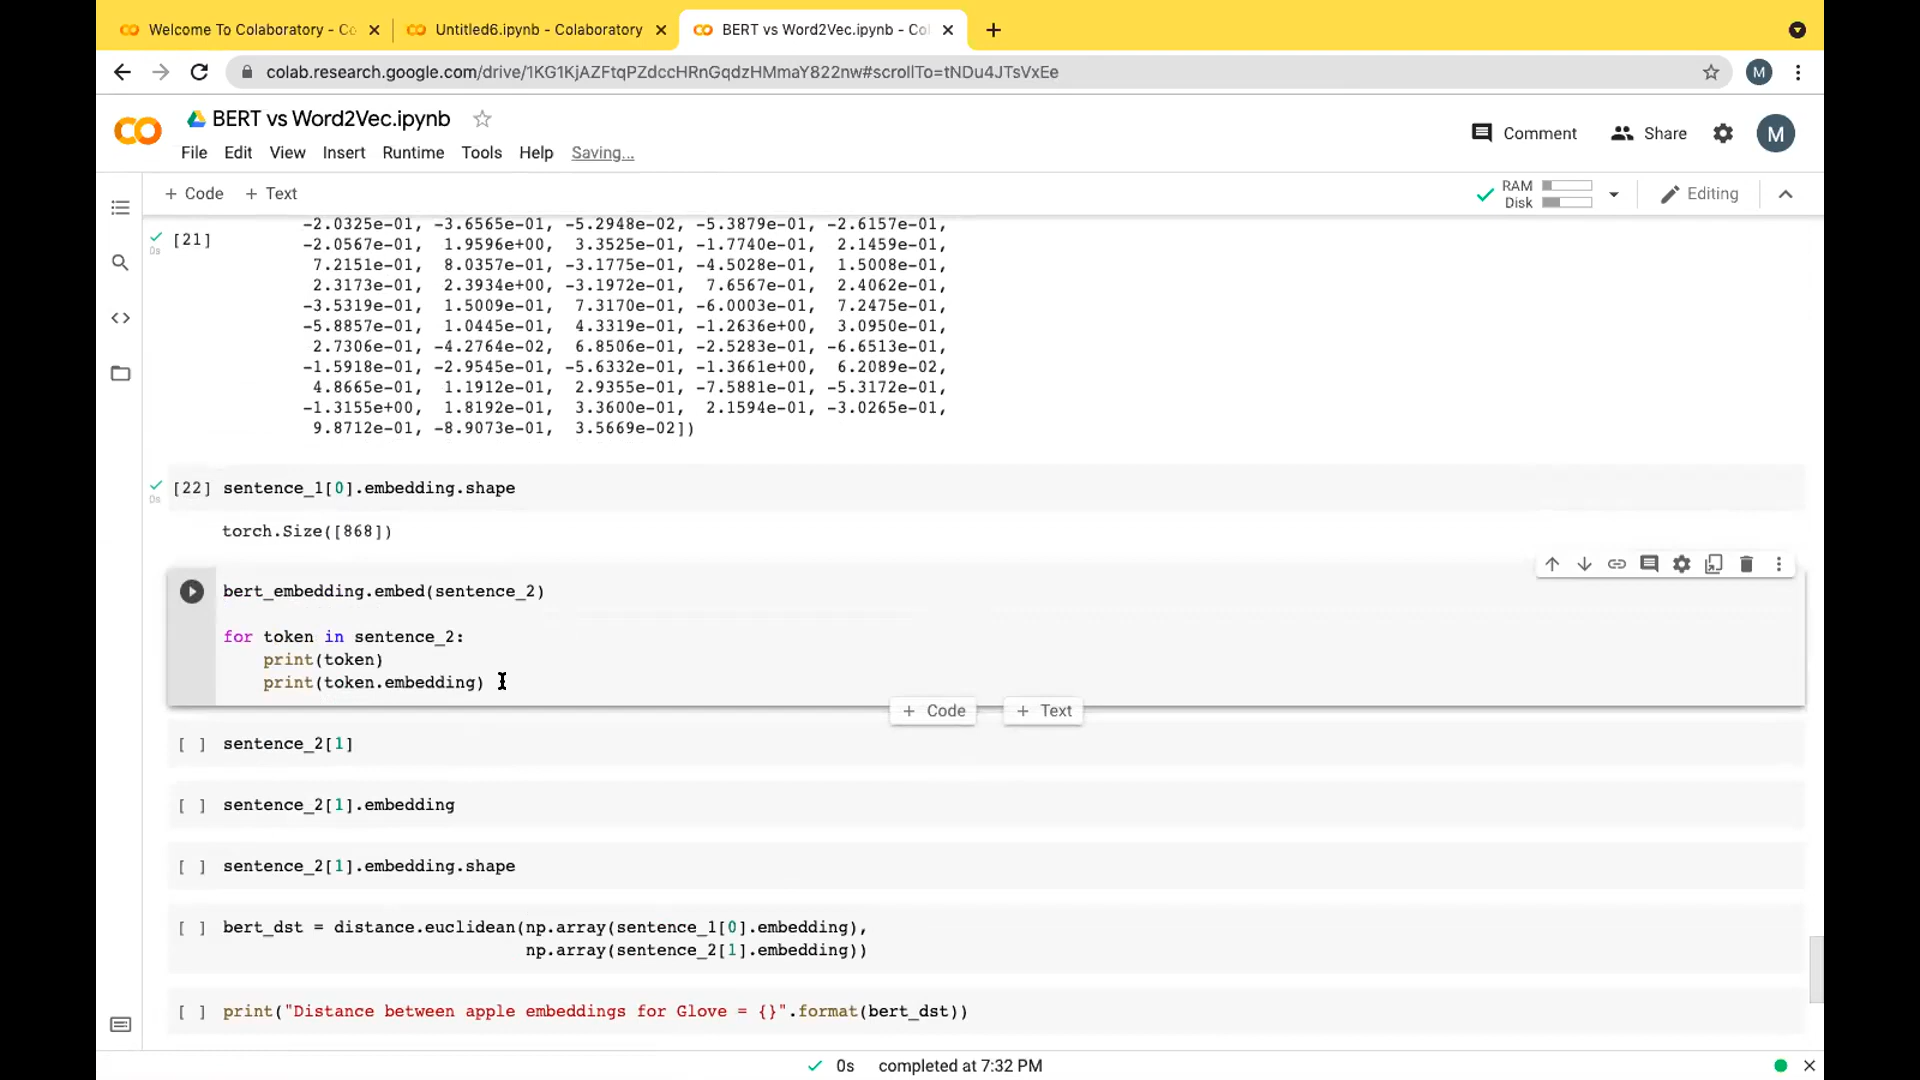 Welcome To Colaboratory - Co
Untitled6.ipynb - Colaboratory
BERT vs Word2Vec.ipynb - Co
colab.research.google.com/drive/1KG1KjAZFtqPZdccHRnGqdzHMmaY822nw#scrollTo=tNDu4JTsVxEe
M
BERT vs Word2Vec.ipynb
Comment
Share
M
File Edit View Insert Runtime Tools Help Saving...
+ Code + Text
RAM
Disk
Editing
-2.0325e-01, -3.6565e-01, -5.2948e-02, -5.3879e-01, -2.6157e-01,
0s [21]
-2.0567e-01, 1.9596e+00, 3.3525e-01, -1.7740e-01, 2.1459e-01,
7.2151e-01, 8.0357e-01, -3.1775e-01, -4.5028e-01, 1.5008e-01,
2.3173e-01, 2.3934e+00, -3.1972e-01, 7.6567e-01, 2.4062e-01,
-3.5319e-01, 1.5009e-01, 7.3170e-01, -6.0003e-01, 7.2475e-01,
-5.8857e-01, 1.0445e-01, 4.3319e-01, -1.2636e+00, 3.0950e-01,
2.7306e-01, -4.2764e-02, 6.8506e-01, -2.5283e-01, -6.6513e-01,
-1.5918e-01, -2.9545e-01, -5.6332e-01, -1.3661e+00, 6.2089e-02,
4.8665e-01, 1.1912e-01, 2.9355e-01, -7.5881e-01, -5.3172e-01,
-1.3155e+00, 1.8192e-01, 3.3600e-01, 2.1594e-01, -3.0265e-01,
9.8712e-01, -8.9073e-01, 3.5669e-02])
0s [22] sentence_1[0].embedding.shape
torch.Size([868])
bert_embedding.embed(sentence_2)
for token in sentence_2:
print(token)
print(token.embedding)
+ Code + Text
[ ] sentence_2[1]
[ ] sentence_2[1].embedding
[ ] sentence_2[1].embedding.shape
[ ] bert_dst = distance.euclidean(np.array(sentence_1[0].embedding),
np.array(sentence_2[1].embedding))
[ ] print("Distance between apple embeddings for Glove = {}".format(bert_dst))
0s completed at 7:32 PM